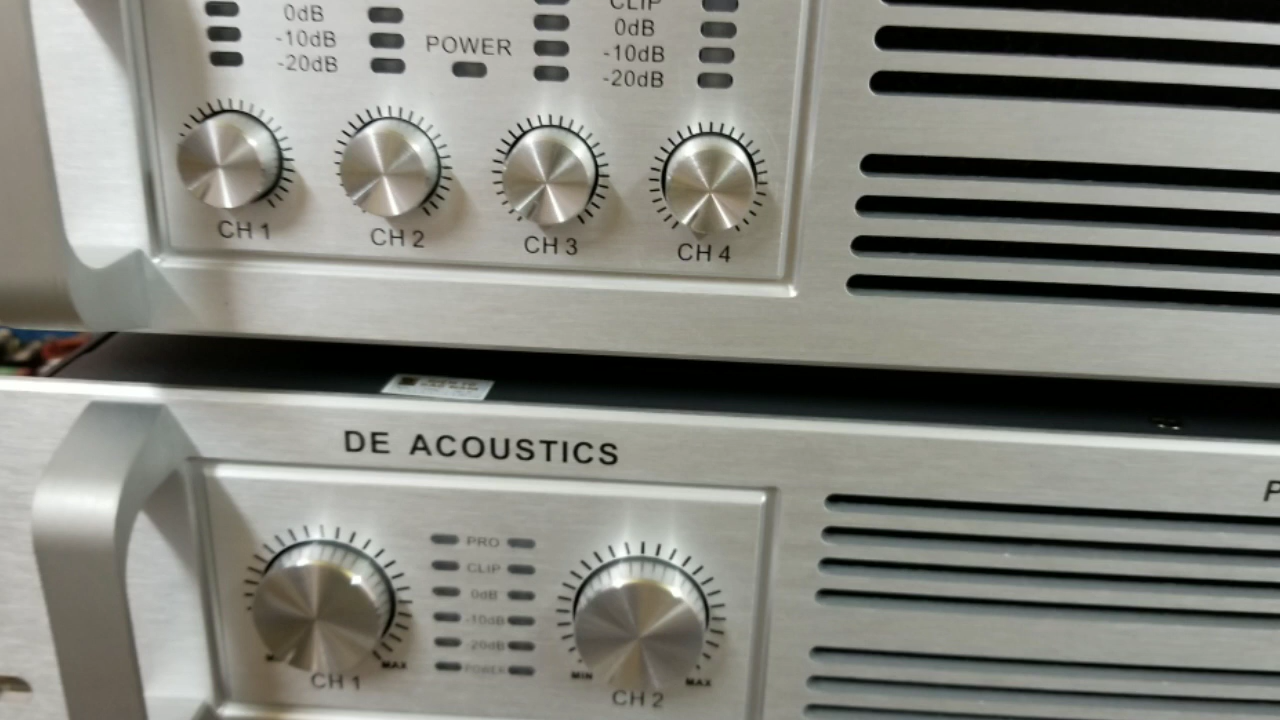 CLIP
0dB
0dB
-10dB
-10dB
-20dB
-20dB
POWER
CH 1
CH 2
CH 3
CH 4
DE ACOUSTICS
P
PRO
CLIP
0dB
-10dB
-20dB
POWER
MAX
CH 1
MIN
MAX
CH 2